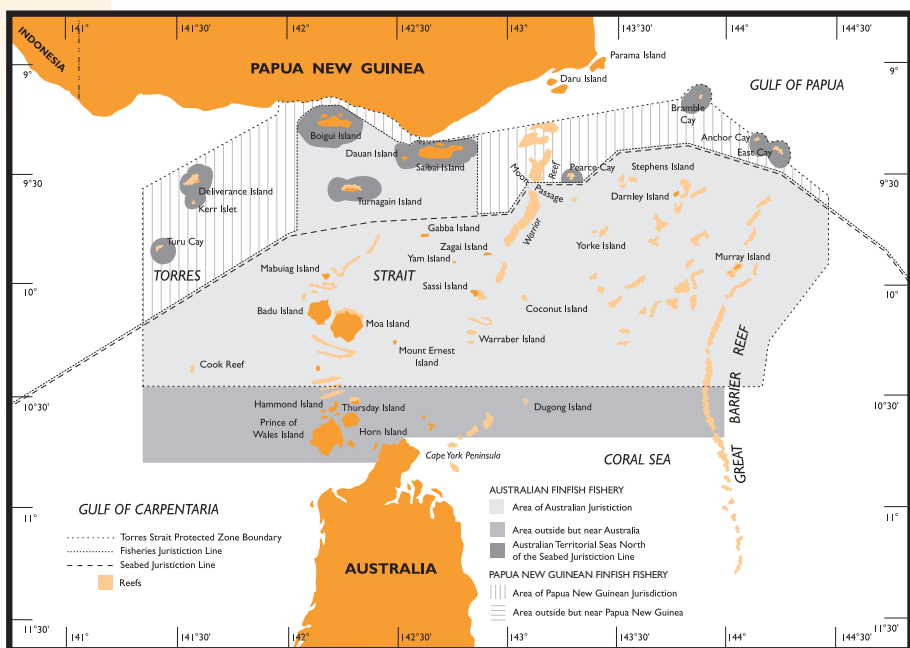 141°
141°30'
142°
142°30'
143°
143°30'
144°
144°30'
INDONESIA
PAPUA NEW GUINEA
Parama Island
Daru Island
GULF OF PAPUA
9°
9°
Bramble
Cay
Anchor Cay
East Cay
Boigui Island
Dauan Island
Saibai Island
Stephens Island
Pearce Cay
Moon
Passage
Reef
Warrior
9°30'
9°30'
Deliverance Island
Kerr Islet
Turnagain Island
Darnley Island
Turu Cay
Gabba Island
Zagai Island
Yam Island
Yorke Island
Murray Island
TORRES
STRAIT
Mabuiag Island
Sassi Island
10°
10°
Badu Island
Moa Island
Coconut Island
Warraber Island
Mount Ernest
Island
Cook Reef
GREAT BARRIER REEF
10°30'
10°30'
Hammond Island
Thursday Island
Dugong Island
Prince of
Wales Island
Horn Island
Cape York Peninsula
CORAL SEA
GULF OF CARPENTARIA
11°
11°
Torres Strait Protected Zone Boundary
Fisheries Juristiction Line
Seabed Juristiction Line
Reefs
AUSTRALIA
AUSTRALIAN FINFISH FISHERY
Area of Australian Juristiction
Area outside but near Australia
Australian Territorial Seas North
of the Seabed Juristiction Line
PAPUA NEW GUINEAN FINFISH FISHERY
Area of Papua New Guinean Jurisdiction
Area outside but near Papua New Guinea
11°30'
11°30'
141°
141°30'
142°
142°30'
143°
143°30'
144°
144°30'